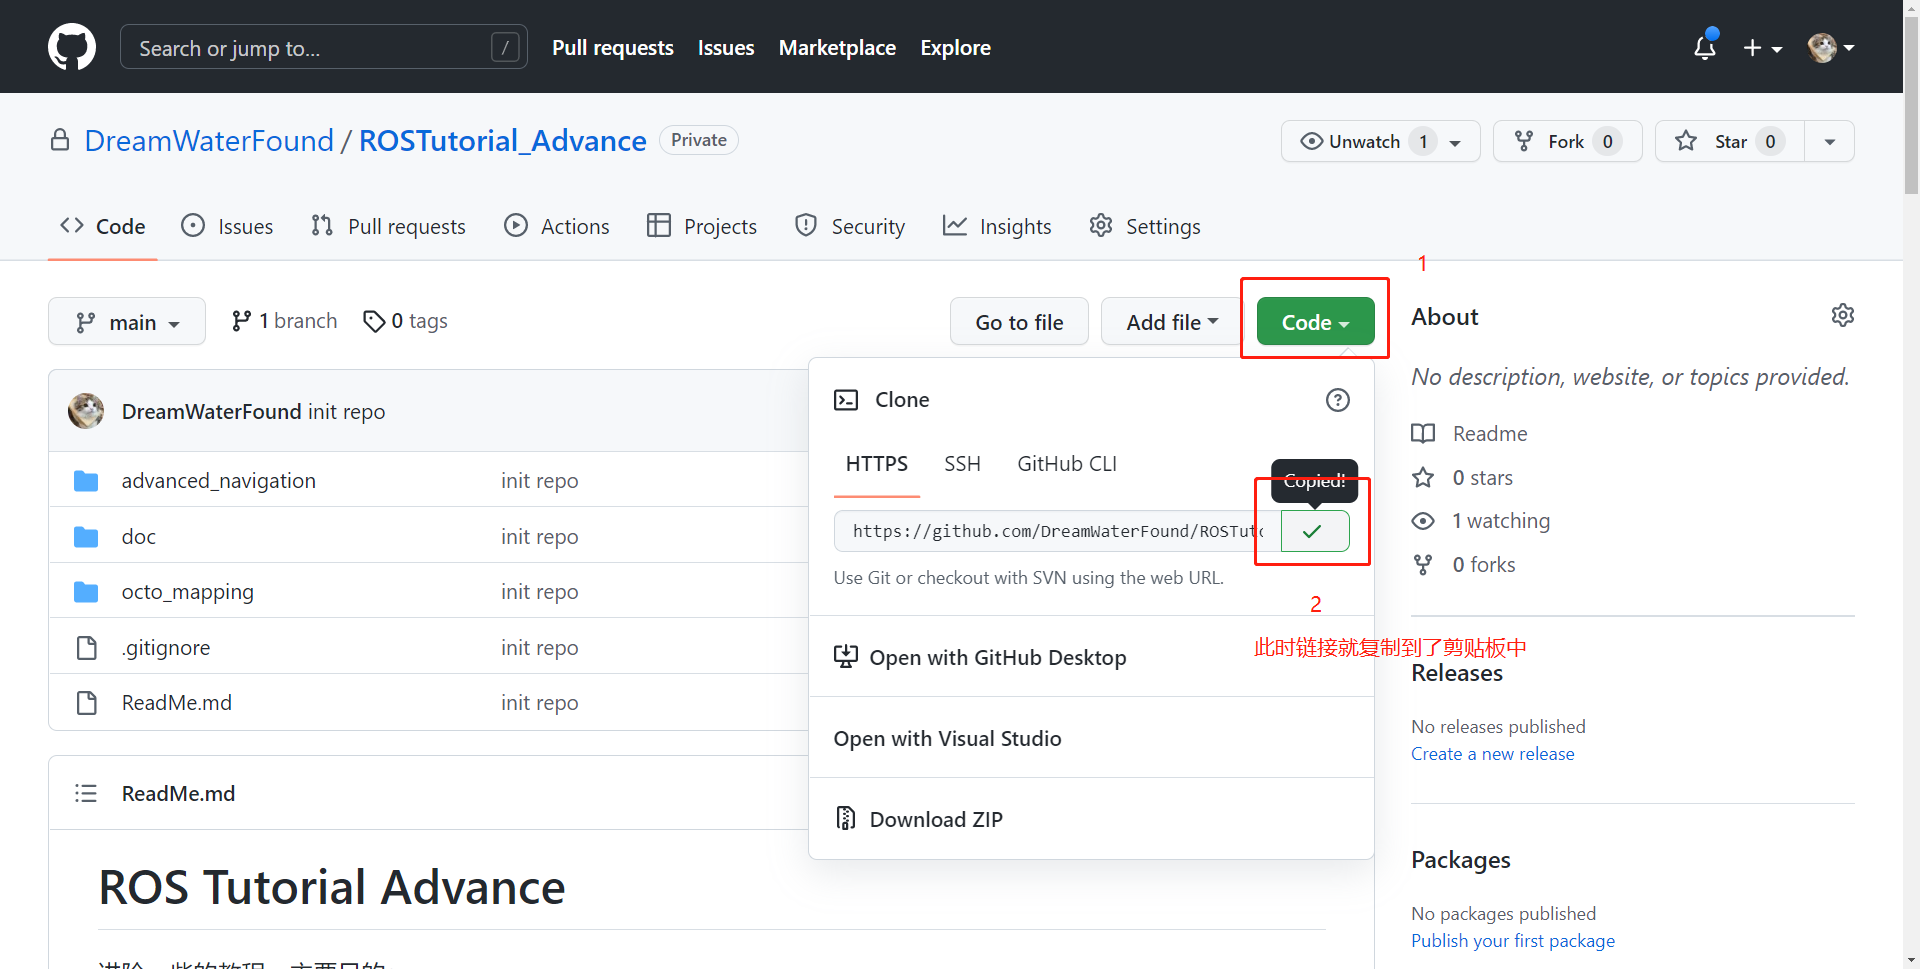 Search or jump to... /
Pull requests Issues Marketplace Explore
DreamWaterFound / ROSTutorial_Advance Private
Unwatch 1
Fork 0
Star 0
Code Issues Pull requests Actions Projects Security Insights Settings
1
main
1 branch 0 tags
Go to file
Add file
Code
DreamWaterFound init repo
advanced_navigation init repo
doc init repo
octo_mapping init repo
.gitignore init repo
ReadMe.md init repo
Clone
HTTPS SSH GitHub CLI
Copied!
https://github.com/DreamWaterFound/ROSTuto
Use Git or checkout with SVN using the web URL.
2
此时链接就复制到了剪贴板中
Open with GitHub Desktop
Open with Visual Studio
Download ZIP
About
No description, website, or topics provided.
Readme
0 stars
1 watching
0 forks
Releases
No releases published
Create a new release
Packages
No packages published
Publish your first package
ReadMe.md
ROS Tutorial Advance